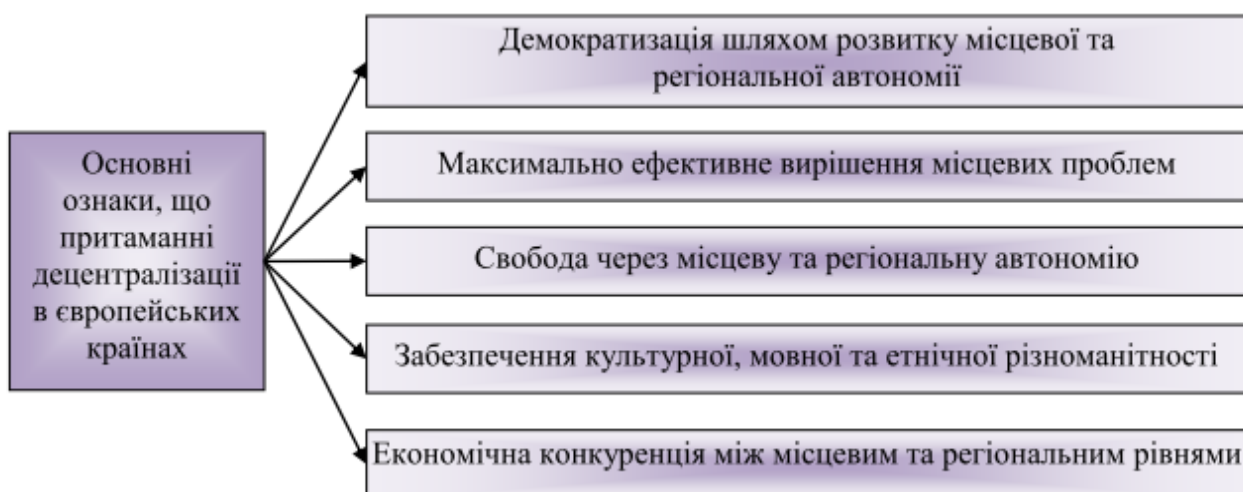 Основні
ознаки, що
притаманні
децентралізації
в європейських
країнах
Демократизація шляхом розвитку місцевої та
регіональної автономії
Максимально ефективне вирішення місцевих проблем
Свобода через місцеву та регіональну автономію
Забезпечення культурної, мовної та етнічної різноманітності
Економічна конкуренція між місцевим та регіональним рівнями